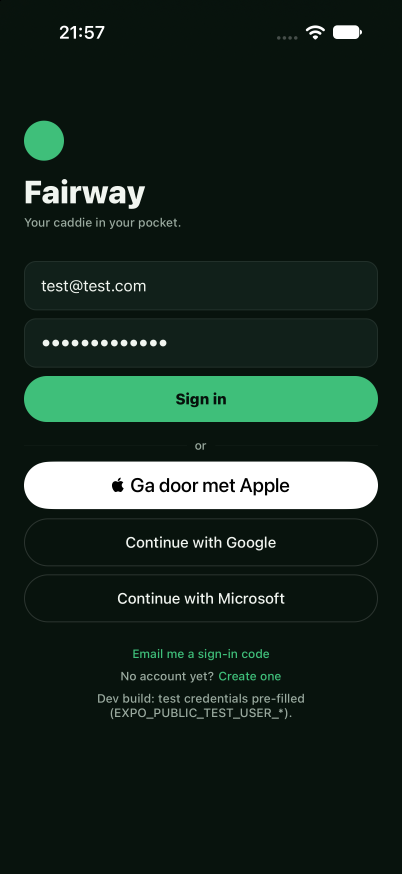 21:57
Fairway
Your caddie in your pocket.
test@test.com
●●●●●●●●●●●●●
Sign in
or
Ga door met Apple
Continue with Google
Continue with Microsoft
Email me a sign-in code
No account yet? Create one
Dev build: test credentials pre-filled
(EXPO_PUBLIC_TEST_USER_*).